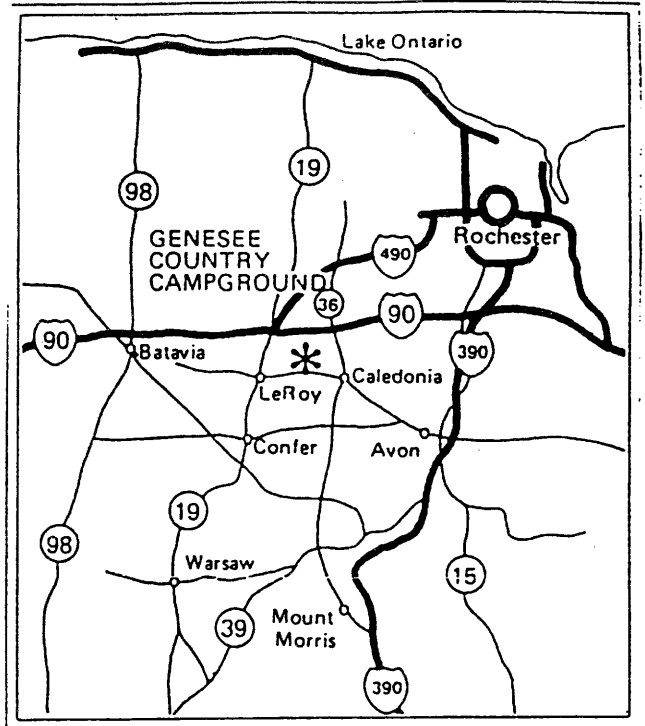 Lake Ontario
19
98
Rochester
GENESEE
COUNTRY
CAMPGROUND
490
36
90
90
Batavia
390
LeRoy
Caledonia
Confer
Avon
19
98
Warsaw
15
Mount
Morris
39
390